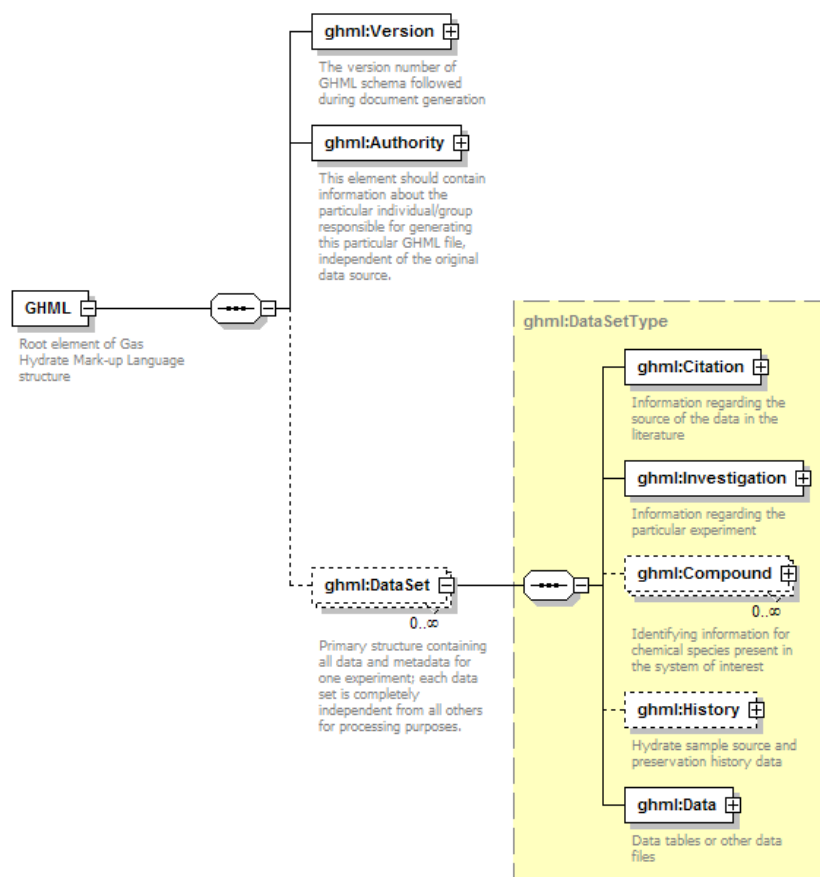 ghml:Version
The version number of
GHML schema followed
during document generation
ghml:Authority
This element should contain
information about the
particular individual/group
responsible for generating
this particular GHML file,
independent of the original
data source.
GHML
Root element of Gas
Hydrate Mark-up Language
structure
ghml:DataSet
0..∞
Primary structure containing
all data and metadata for
one experiment; each data
set is completely
independent from all others
for processing purposes.
ghml:DataSetType
ghml:Citation
Information regarding the
source of the data in the
literature
ghml:Investigation
Information regarding the
particular experiment
ghml:Compound
0..∞
Identifying information for
chemical species present in
the system of interest
ghml:History
Hydrate sample source and
preservation history data
ghml:Data
Data tables or other data
files